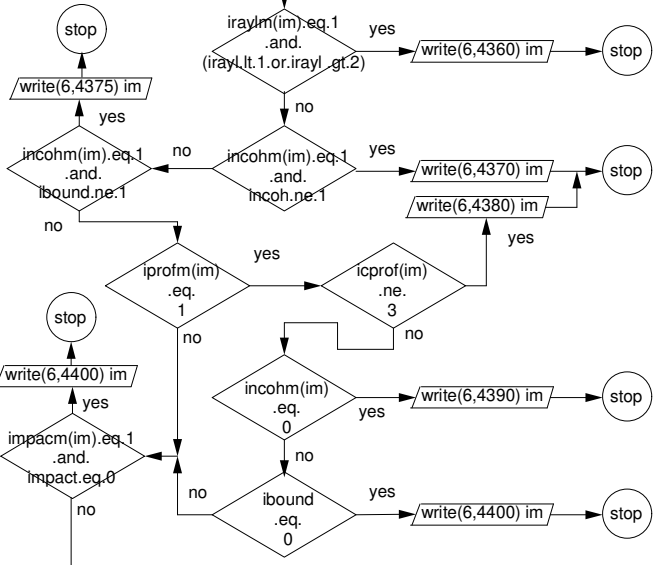 stop
iraylm(im).eq.1
.and.
(irayl.lt.1.or.irayl .gt.2)
yes
write(6,4360) im
stop
write(6,4375) im
yes
no
incohm(im).eq.1
.and.
ibound.ne.1
no
incohm(im).eq.1
.and.
incoh.ne.1
yes
write(6,4370) im
stop
write(6,4380) im
no
yes
iprofm(im)
.eq.
1
yes
icprof(im)
.ne.
3
no
no
stop
write(6,4400) im
yes
incohm(im)
.eq.
0
yes
write(6,4390) im
stop
impacm(im).eq.1
.and.
impact.eq.0
no
no
no
ibound
.eq.
0
yes
write(6,4400) im
stop